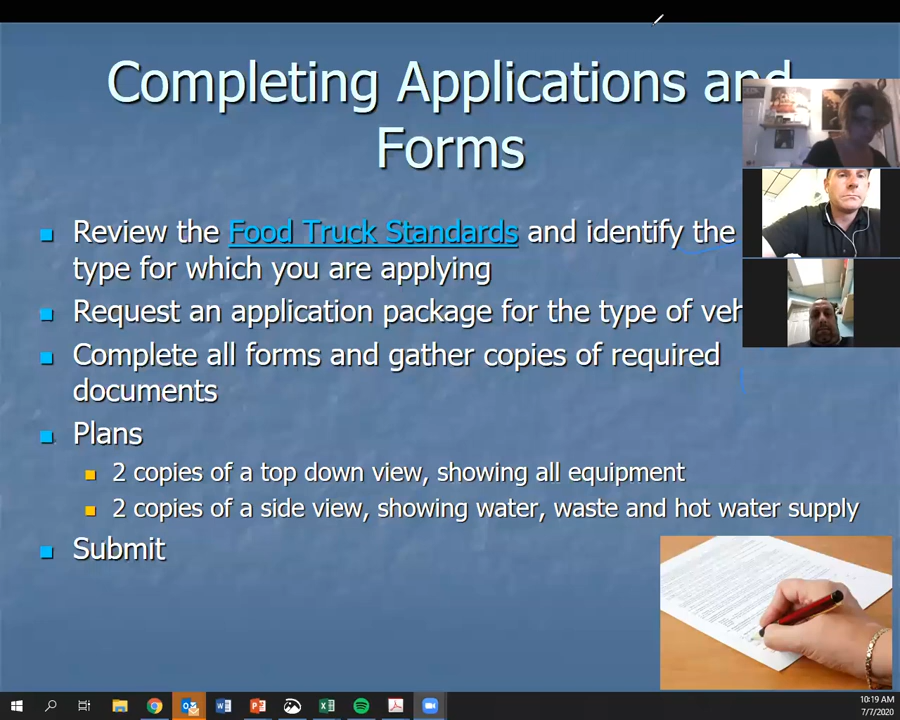 Completing Applications and
Forms
Review the Food Truck Standards and identify the
type for which you are applying
Request an application package for the type of veh
Complete all forms and gather copies of required
documents
Plans
2 copies of a top down view, showing all equipment
2 copies of a side view, showing water, waste and hot water supply
Submit
10:19 AM
7/7/2020